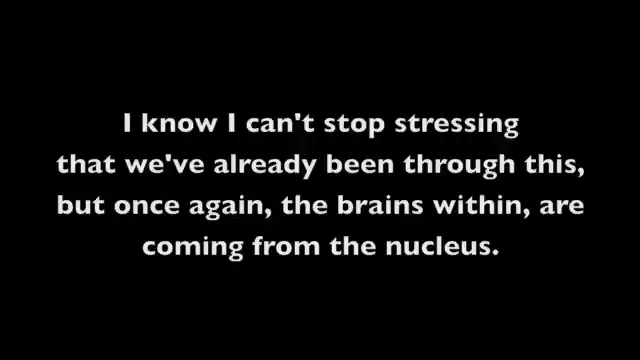 I know I can't stop stressing
that we've already been through this,
but once again, the brains within, are
coming from the nucleus.